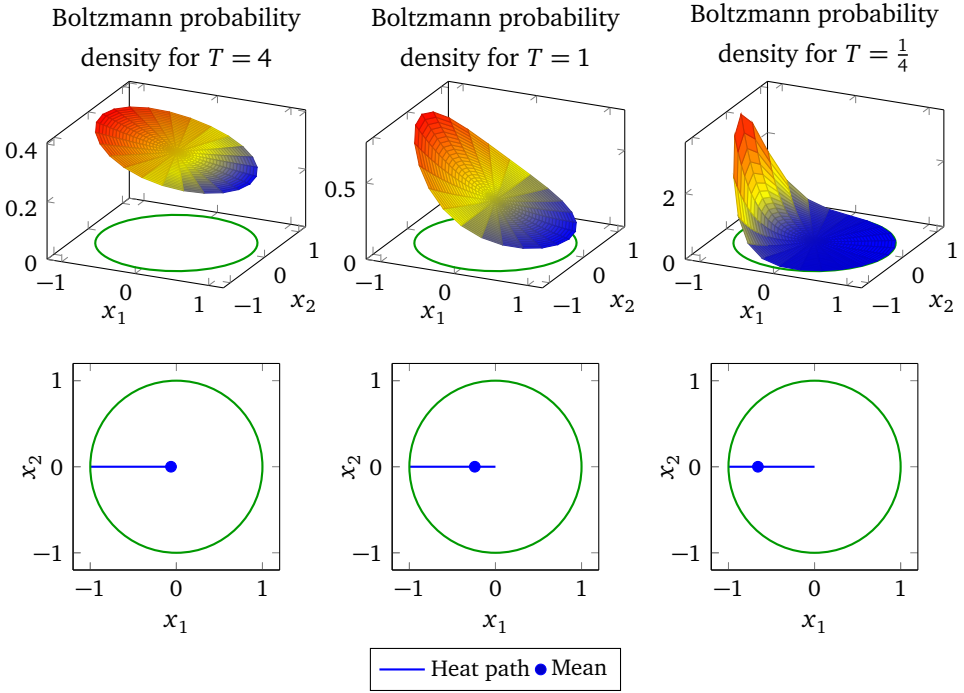 Boltzmann probability
density for T = 4
Boltzmann probability
density for T = 1
Boltzmann probability
density for T = 1/4
0.4
0.2
0
−1
0
1
x₁
−1
0
1
x₂
0.5
0
−1
0
1
x₁
−1
0
1
x₂
2
0
−1
0
1
x₁
−1
0
1
x₂
1
0
−1
x₂
−1
0
1
x₁
1
0
−1
x₂
−1
0
1
x₁
1
0
−1
x₂
−1
0
1
x₁
Heat path Mean